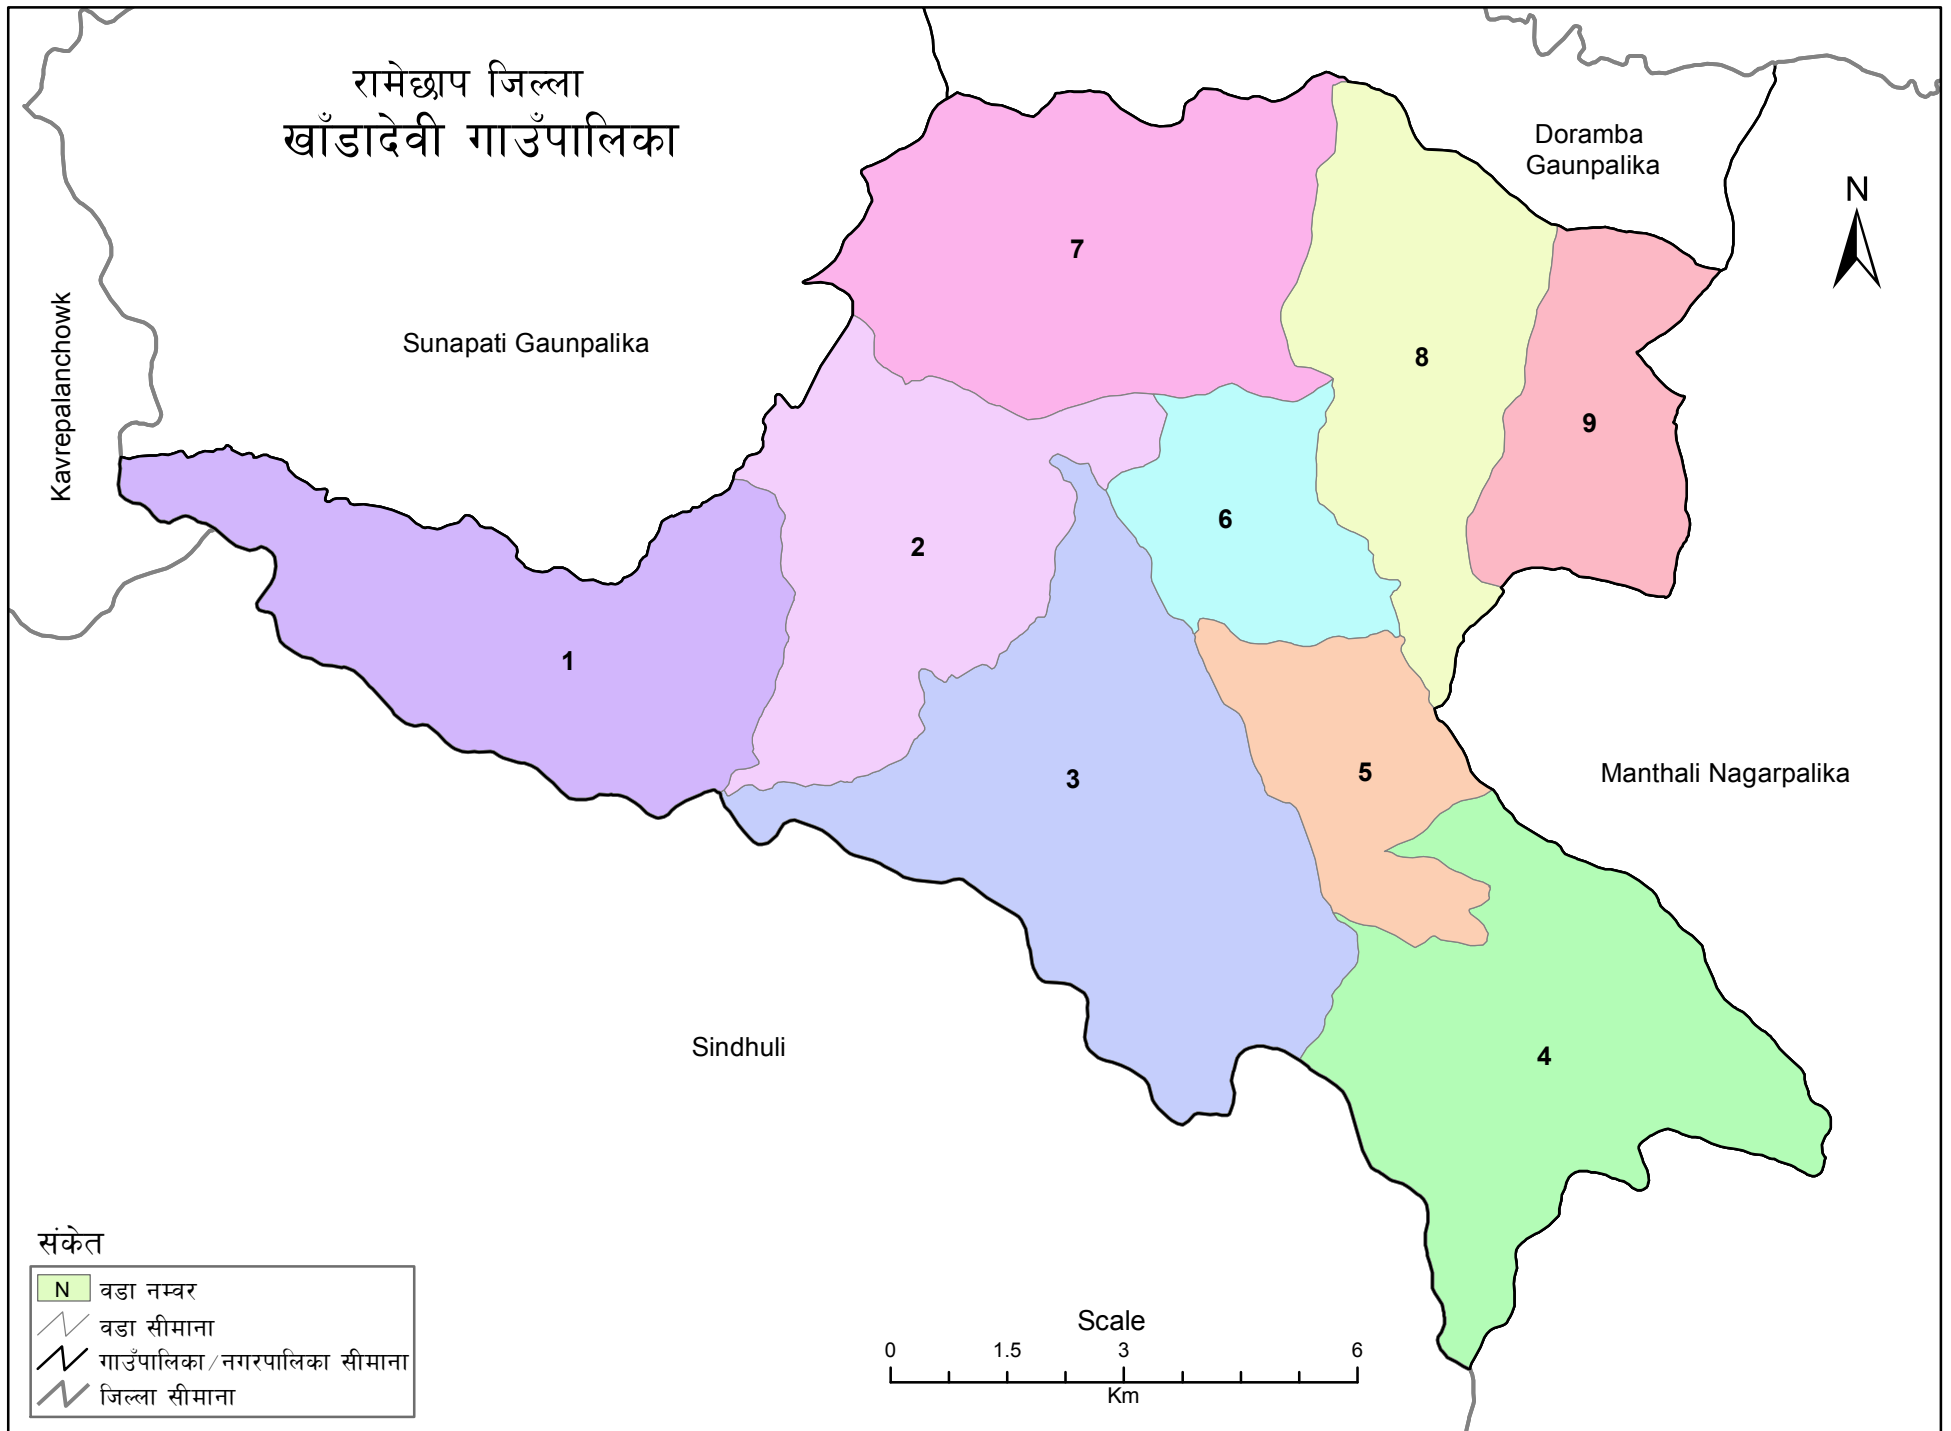 रामेछाप जिल्ला
खाँडादेवी गाउँपालिका
Doramba
Gaunpalika
N
7
Sunapati Gaunpalika
Kavrepalanchowk
8
9
6
2
1
5
3
Manthali Nagarpalika
Sindhuli
4
संकेत
N वडा नम्वर
वडा सीमाना
गाउँपालिका/नगरपालिका सीमाना
जिल्ला सीमाना
Scale
0 1.5 3 6
Km